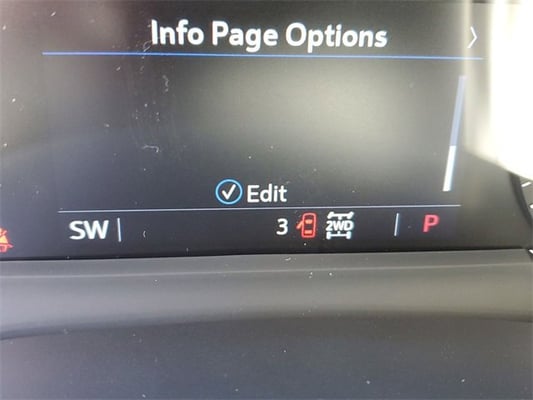 Info Page Options
Edit
SW 3 2WD P